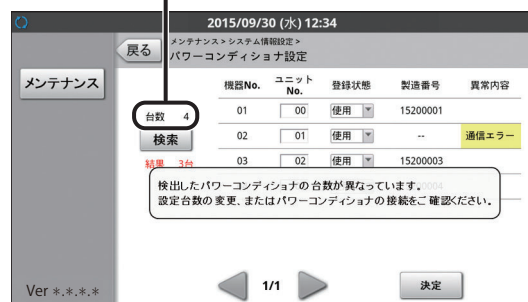 2015/09/30 (水) 12:34
戻る
メンテナンス > システム情報設定 >
パワーコンディショナ設定
メンテナンス
機器No. ユニットNo. 登録状態 製造番号 異常内容
台数 4
01 00 使用 15200001
検索
02 01 使用 -- 通信エラー
結果 3台
03 02 使用 15200003
検出したパワーコンディショナの台数が異なっています。
設定台数の変更、またはパワーコンディショナの接続をご確認ください。
1/1
決定
Ver *.*.*.*